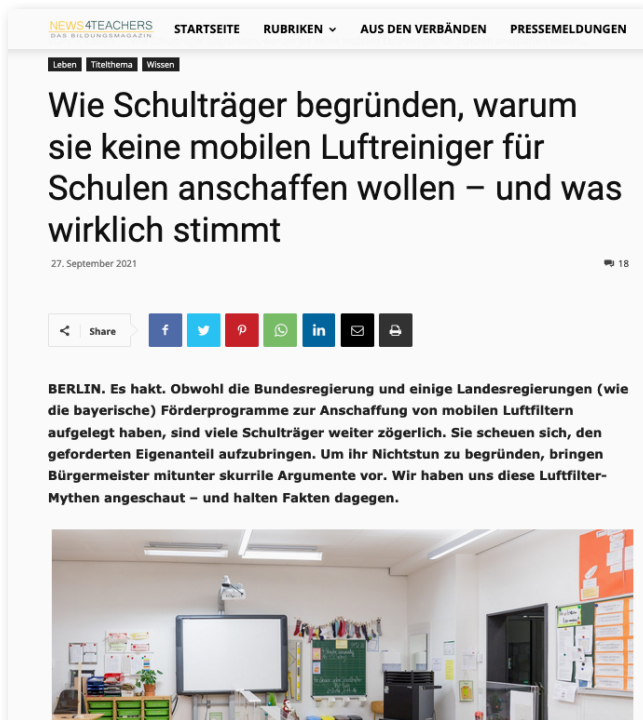 NEWS4TEACHERS
DAS BILDUNGSMAGAZIN
STARTSEITE
RUBRIKEN
AUS DEN VERBÄNDEN
PRESSEMELDUNGEN
Leben
Titelthema
Wissen
Wie Schulträger begründen, warum
sie keine mobilen Luftreiniger für
Schulen anschaffen wollen – und was
wirklich stimmt
27. September 2021
18
Share
BERLIN. Es hakt. Obwohl die Bundesregierung und einige Landesregierungen (wie
die bayerische) Förderprogramme zur Anschaffung von mobilen Luftfiltern
aufgelegt haben, sind viele Schulträger weiter zögerlich. Sie scheuen sich, den
geforderten Eigenanteil aufzubringen. Um ihr Nichtstun zu begründen, bringen
Bürgermeister mitunter skurrile Argumente vor. Wir haben uns diese Luftfilter-
Mythen angeschaut – und halten Fakten dagegen.